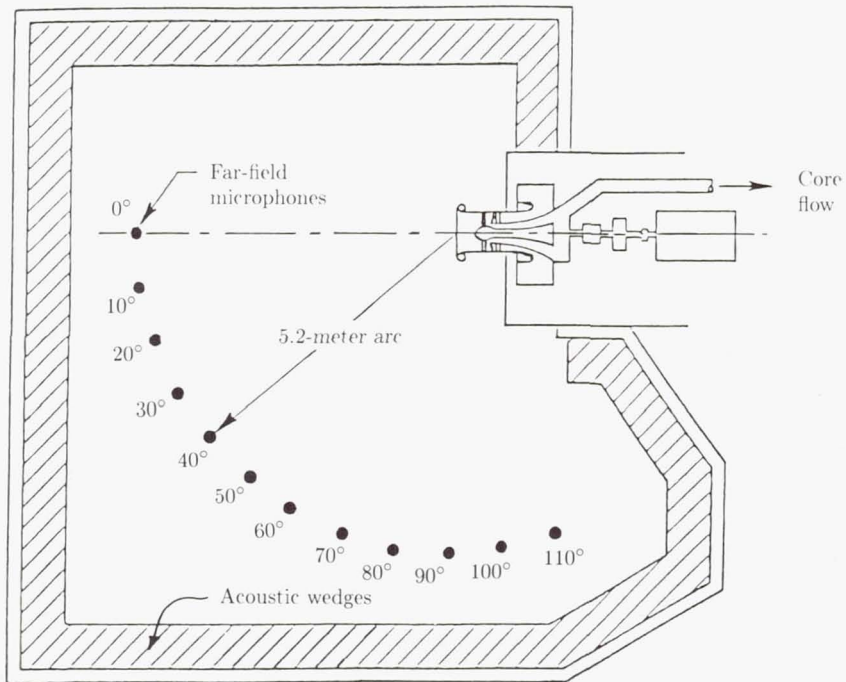 Far-field
microphones
Core
flow
0°
10°
20°
30°
5.2-meter arc
40°
50°
60°
70°
80°
90°
100°
110°
Acoustic wedges